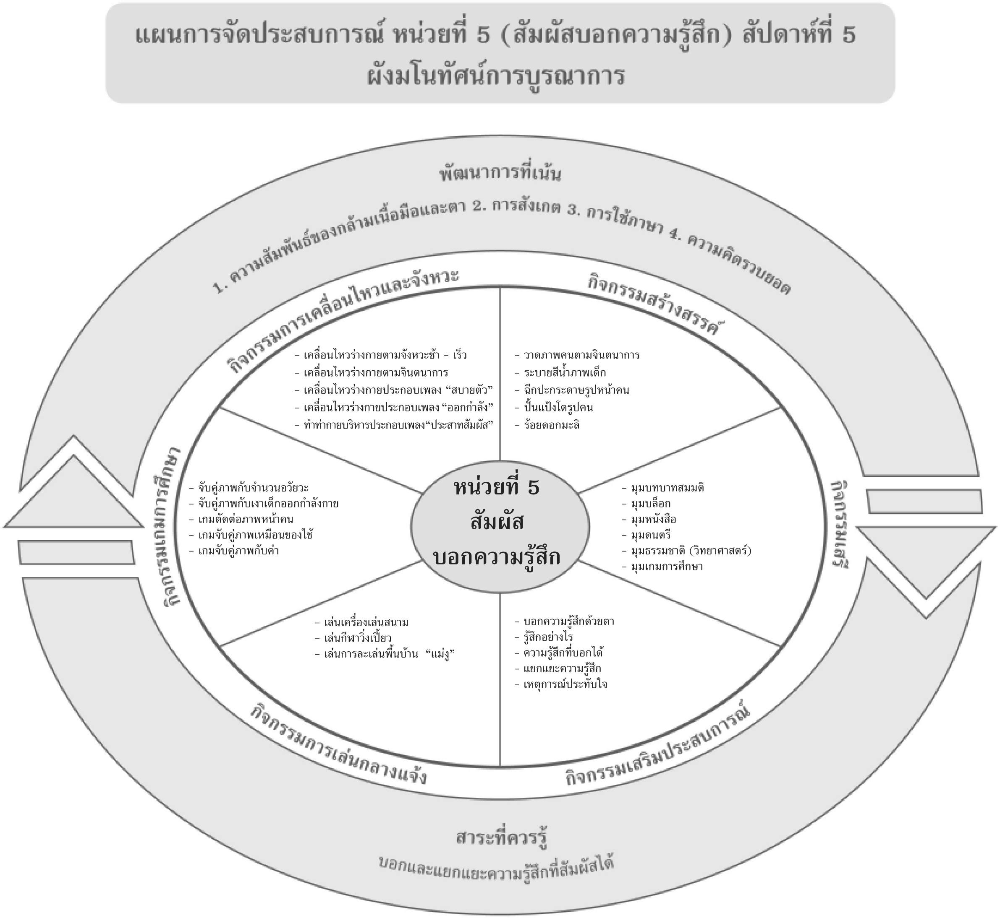 แผนการจัดประสบการณ์ หน่วยที่ 5 (สัมผัสบอกความรู้สึก) สัปดาห์ที่ 5
ผังมโนทัศน์การบูรณาการ
พัฒนาการที่เน้น
1. ความสัมพันธ์ของกล้ามเนื้อมือและตา 2. การสังเกต 3. การใช้ภาษา 4. ความคิดรวบยอด
กิจกรรมการเคลื่อนไหวและจังหวะ
- เคลื่อนไหวร่างกายตามจังหวะช้า - เร็ว
- เคลื่อนไหวร่างกายตามจินตนาการ
- เคลื่อนไหวร่างกายประกอบเพลง “สบายตัว”
- เคลื่อนไหวร่างกายประกอบเพลง “ออกกำลัง”
- ทำท่ากายบริหารประกอบเพลง“ประสาทสัมผัส”
กิจกรรมสร้างสรรค์
- วาดภาพคนตามจินตนาการ
- ระบายสีน้ำภาพเด็ก
- ฉีกปะกระดาษรูปหน้าคน
- ปั้นแป้งโดรูปคน
- ร้อยดอกมะลิ
กิจกรรมเกมการศึกษา
- จับคู่ภาพกับจำนวนอวัยวะ
- จับคู่ภาพกับเงาเด็กออกกำลังกาย
- เกมตัดต่อภาพหน้าคน
- เกมจับคู่ภาพเหมือนของใช้
- เกมจับคู่ภาพกับคำ
หน่วยที่ 5
สัมผัส
บอกความรู้สึก
กิจกรรมเสรี
- มุมบทบาทสมมติ
- มุมบล็อก
- มุมหนังสือ
- มุมดนตรี
- มุมธรรมชาติ (วิทยาศาสตร์)
- มุมเกมการศึกษา
- เล่นเครื่องเล่นสนาม
- เล่นกีฬาวิ่งเปี้ยว
- เล่นการละเล่นพื้นบ้าน “แม่งู”
กิจกรรมการเล่นกลางแจ้ง
- บอกความรู้สึกด้วยตา
- รู้สึกอย่างไร
- ความรู้สึกที่บอกได้
- แยกแยะความรู้สึก
- เหตุการณ์ประทับใจ
กิจกรรมเสริมประสบการณ์
สาระที่ควรรู้
บอกและแยกแยะความรู้สึกที่สัมผัสได้